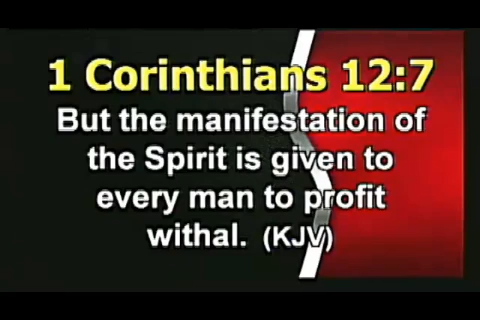 1 Corinthians 12:7
But the manifestation of
the Spirit is given to
every man to profit
withal. (KJV)